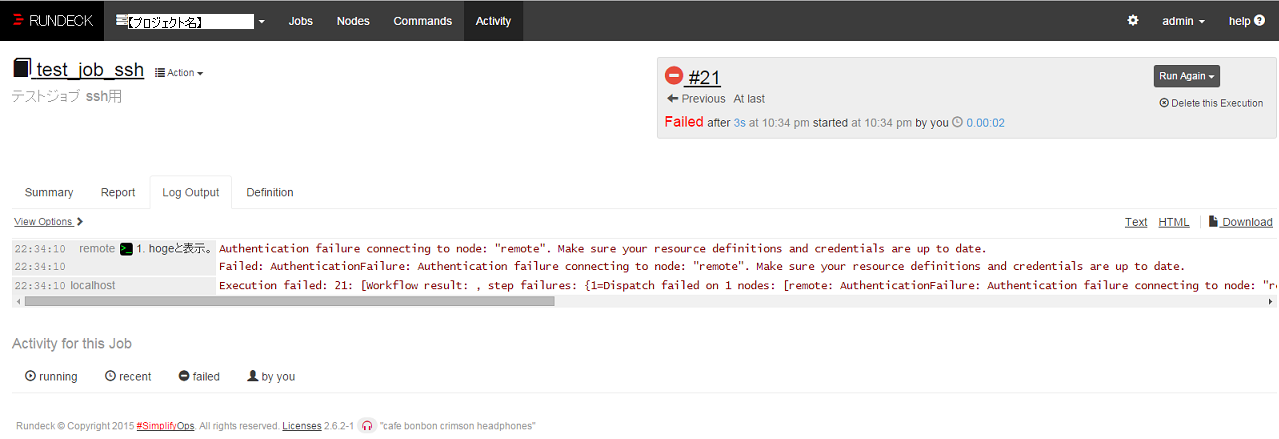 RUNDECK 【プロジェクト名】 Jobs Nodes Commands Activity admin help
test_job_ssh Action
テストジョブ ssh用
#21 Run Again
Previous At last Delete this Execution
Failed after 3s at 10:34 pm started at 10:34 pm by you 0.00:02
Summary Report Log Output Definition
View Options Text HTML Download
22:34:10 remote 1. hogeと表示。 Authentication failure connecting to node: "remote". Make sure your resource definitions and credentials are up to date.
22:34:10 Failed: AuthenticationFailure: Authentication failure connecting to node: "remote". Make sure your resource definitions and credentials are up to date.
22:34:10 localhost Execution failed: 21: [Workflow result: , step failures: {1=Dispatch failed on 1 nodes: [remote: AuthenticationFailure: Authentication failure connecting to node: "re
Activity for this Job
running recent failed by you
Rundeck © Copyright 2015 #SimplifyOps. All rights reserved. Licenses 2.6.2-1 "cafe bonbon crimson headphones"